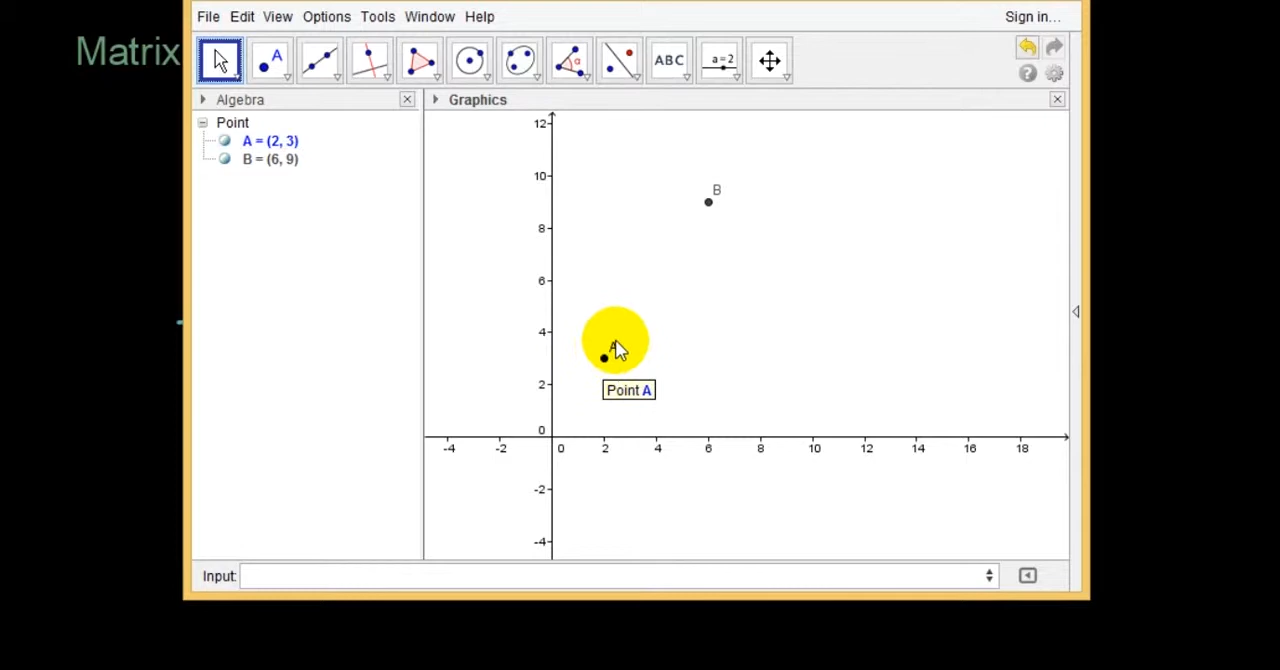 Matrix
File Edit View Options Tools Window Help Sign in...
A α ABC a=2
Algebra Graphics
Point
A = (2, 3)
B = (6, 9)
12
10
8
6
4
2
0
-2
-4
B
A
Point A
-4 -2 0 2 4 6 8 10 12 14 16 18
Input: